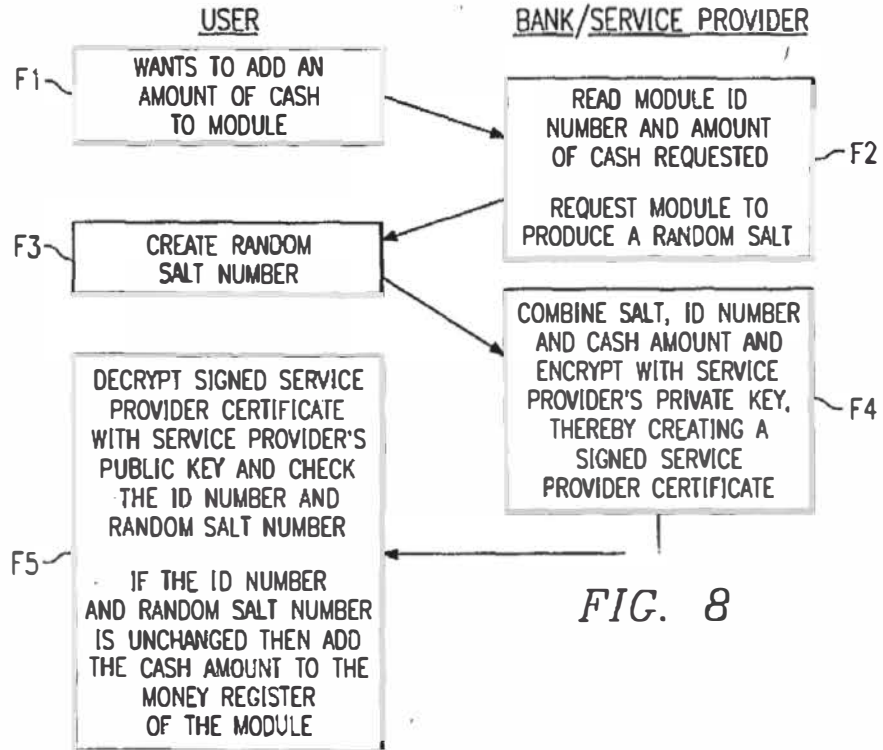 USER
BANK/SERVICE PROVIDER
F1
WANTS TO ADD AN
AMOUNT OF CASH
TO MODULE
READ MODULE ID
NUMBER AND AMOUNT
OF CASH REQUESTED
REQUEST MODULE TO
PRODUCE A RANDOM SALT
F2
F3
CREATE RANDOM
SALT NUMBER
COMBINE SALT, ID NUMBER
AND CASH AMOUNT AND
ENCRYPT WITH SERVICE
PROVIDER'S PRIVATE KEY,
THEREBY CREATING A
SIGNED SERVICE
PROVIDER CERTIFICATE
F4
DECRYPT SIGNED SERVICE
PROVIDER CERTIFICATE
WITH SERVICE PROVIDER'S
PUBLIC KEY AND CHECK
THE ID NUMBER AND
RANDOM SALT NUMBER
F5
IF THE ID NUMBER
AND RANDOM SALT NUMBER
IS UNCHANGED THEN ADD
THE CASH AMOUNT TO THE
MONEY REGISTER
OF THE MODULE
FIG. 8